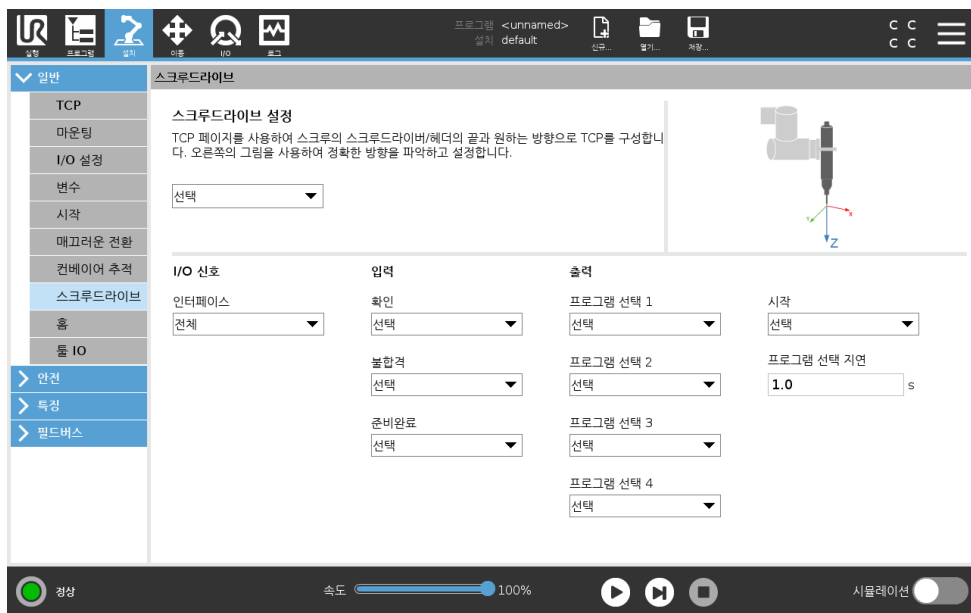 UR
실행 프로그램 설치 이동 I/O 로그
프로그램 <unnamed>
설치 default
신규... 열기... 저장...
C C
C C
일반
TCP
마운팅
I/O 설정
변수
시작
매끄러운 전환
컨베이어 추적
스크루드라이브
홈
툴 IO
안전
특징
필드버스
스크루드라이브
스크루드라이브 설정
TCP 페이지를 사용하여 스크루의 스크루드라이버/헤더의 끝과 원하는 방향으로 TCP를 구성합니
다. 오른쪽의 그림을 사용하여 정확한 방향을 파악하고 설정합니다.
선택
Y X
Z
I/O 신호 입력 출력
인터페이스 확인 프로그램 선택 1 시작
전체 선택 선택 선택
불합격 프로그램 선택 2 프로그램 선택 지연
선택 선택 1.0 s
준비완료 프로그램 선택 3
선택 선택
프로그램 선택 4
선택
정상 속도 100% 시뮬레이션